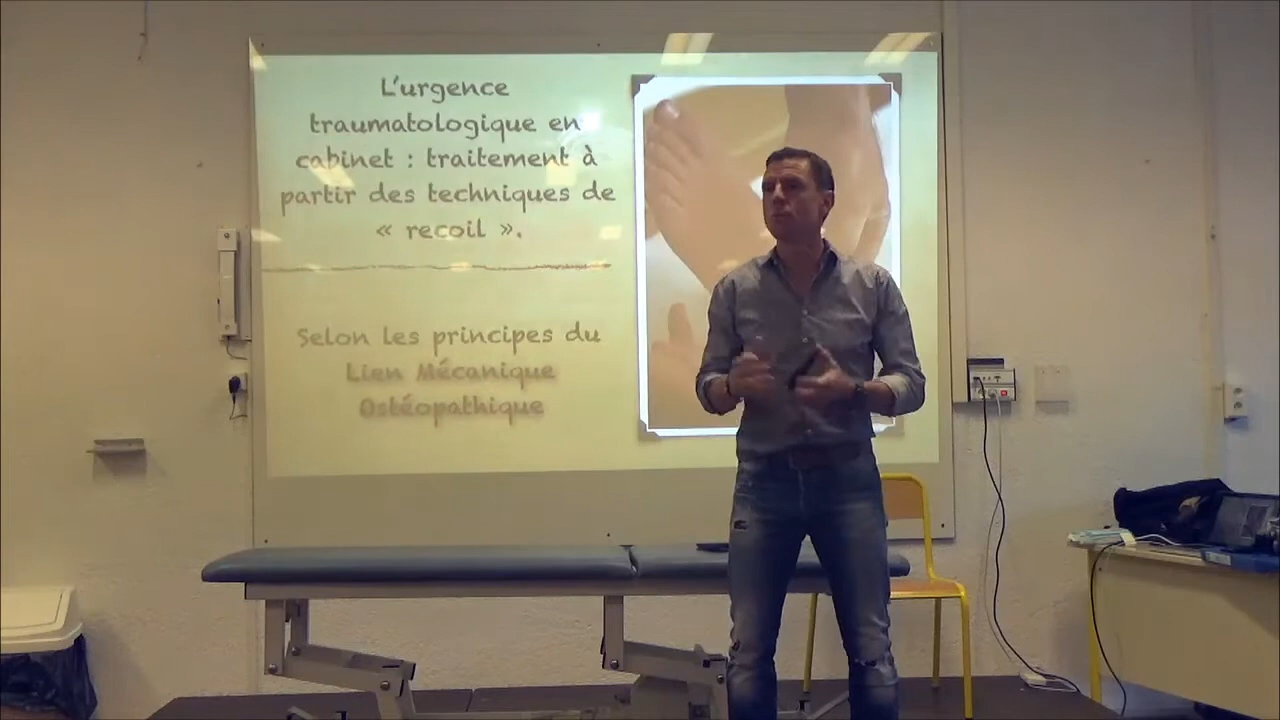 L'urgence
traumatologique en
cabinet : traitement à
partir des techniques de
« recoil ».
Selon les principes du
Lien Mécanique
Ostéopathique